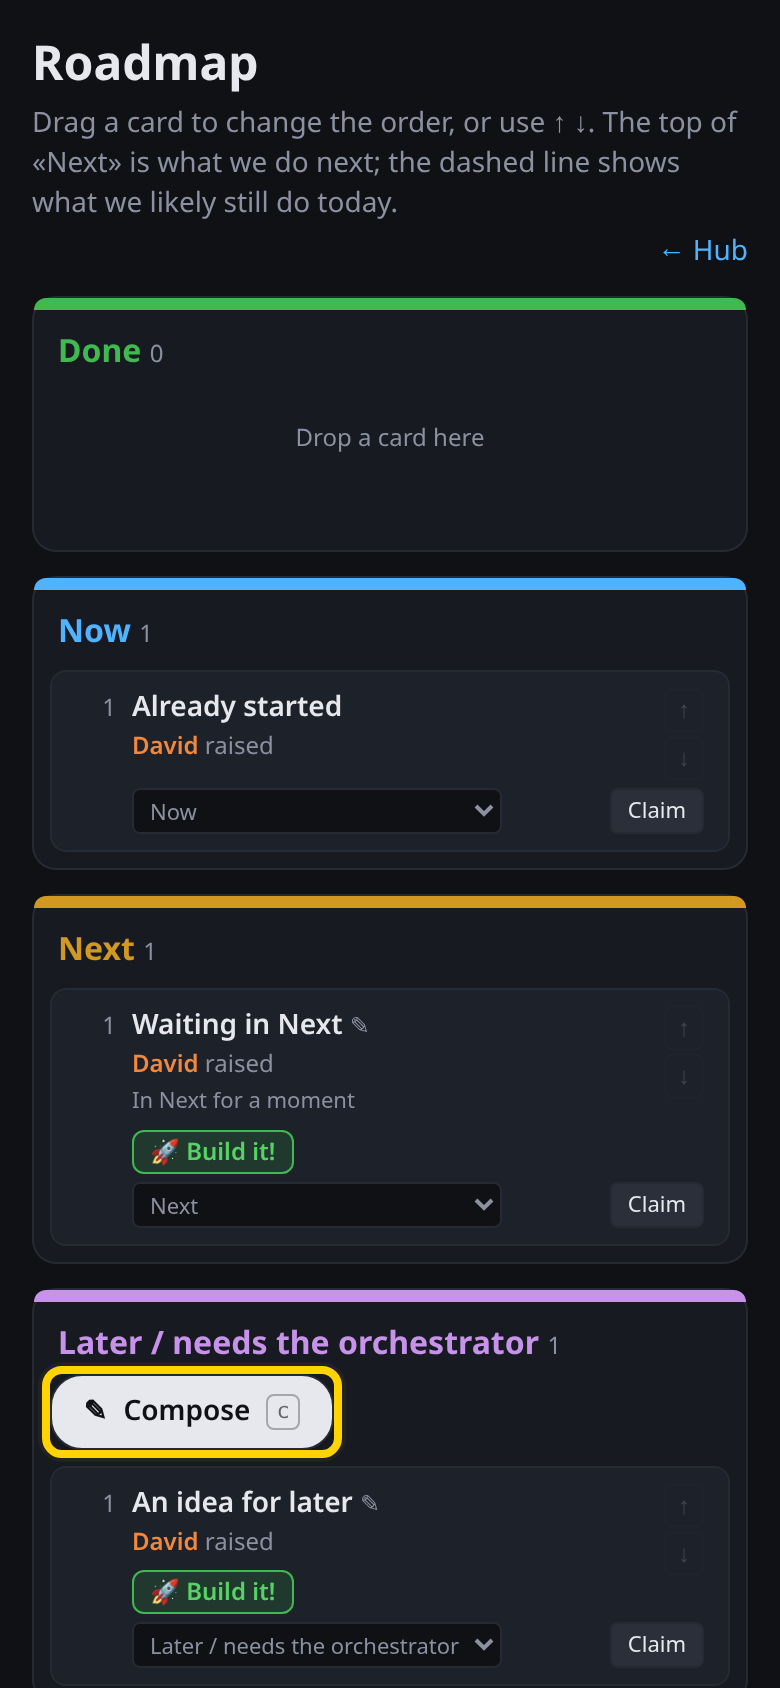 Roadmap
Drag a card to change the order, or use ↑ ↓. The top of
«Next» is what we do next; the dashed line shows
what we likely still do today.
← Hub
Done 0
Drop a card here
Now 1
1 Already started ↑
David raised ↓
Now Claim
Next 1
1 Waiting in Next ✎ ↑
David raised ↓
In Next for a moment
🚀 Build it!
Next Claim
Later / needs the orchestrator 1
✎ Compose c
1 An idea for later ✎ ↑
David raised ↓
🚀 Build it!
Later / needs the orchestrator Claim